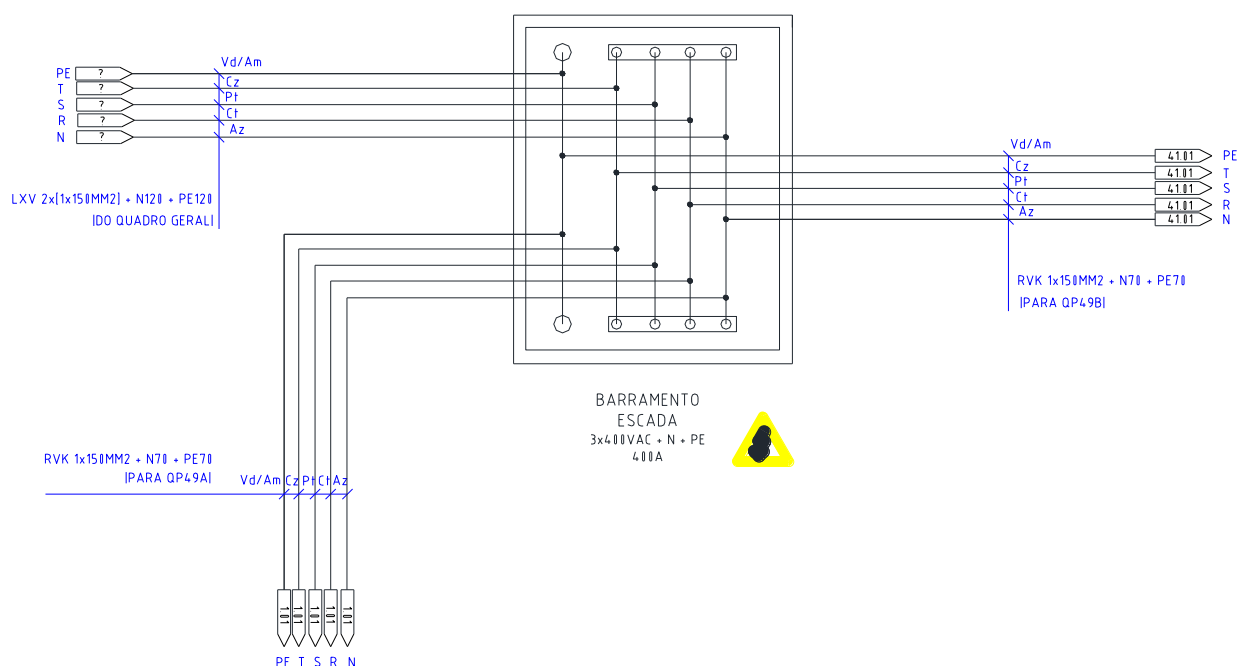 Vd/Am
PE ?
Cz
T ?
Pt
S ?
Ct
R ?
Az
N ?
LXV 2x[1x150MM2] + N120 + PE120
|DO QUADRO GERAL|
Vd/Am
41.01 PE
Cz
41.01 T
Pt
41.01 S
Ct
41.01 R
Az
41.01 N
RVK 1x150MM2 + N70 + PE70
|PARA QP49B|
BARRAMENTO
ESCADA
3x400VAC + N + PE
400A
RVK 1x150MM2 + N70 + PE70
|PARA QP49A|
Vd/Am Cz Pt Ct Az
1.01 1.01 1.01 1.01 1.01
PE T S R N